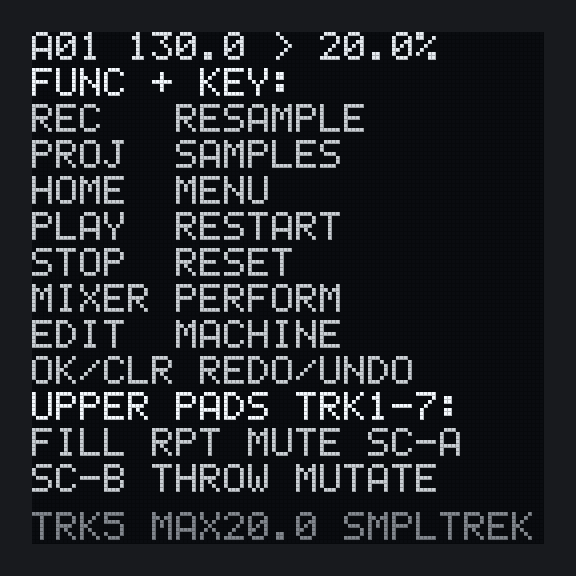 A01 130.0 > 20.0%
FUNC + KEY:
REC RESAMPLE
PROJ SAMPLES
HOME MENU
PLAY RESTART
STOP RESET
MIXER PERFORM
EDIT MACHINE
OK/CLR REDO/UNDO
UPPER PADS TRK1-7:
FILL RPT MUTE SC-A
SC-B THROW MUTATE
TRK5 MAX20.0 SMPLTREK